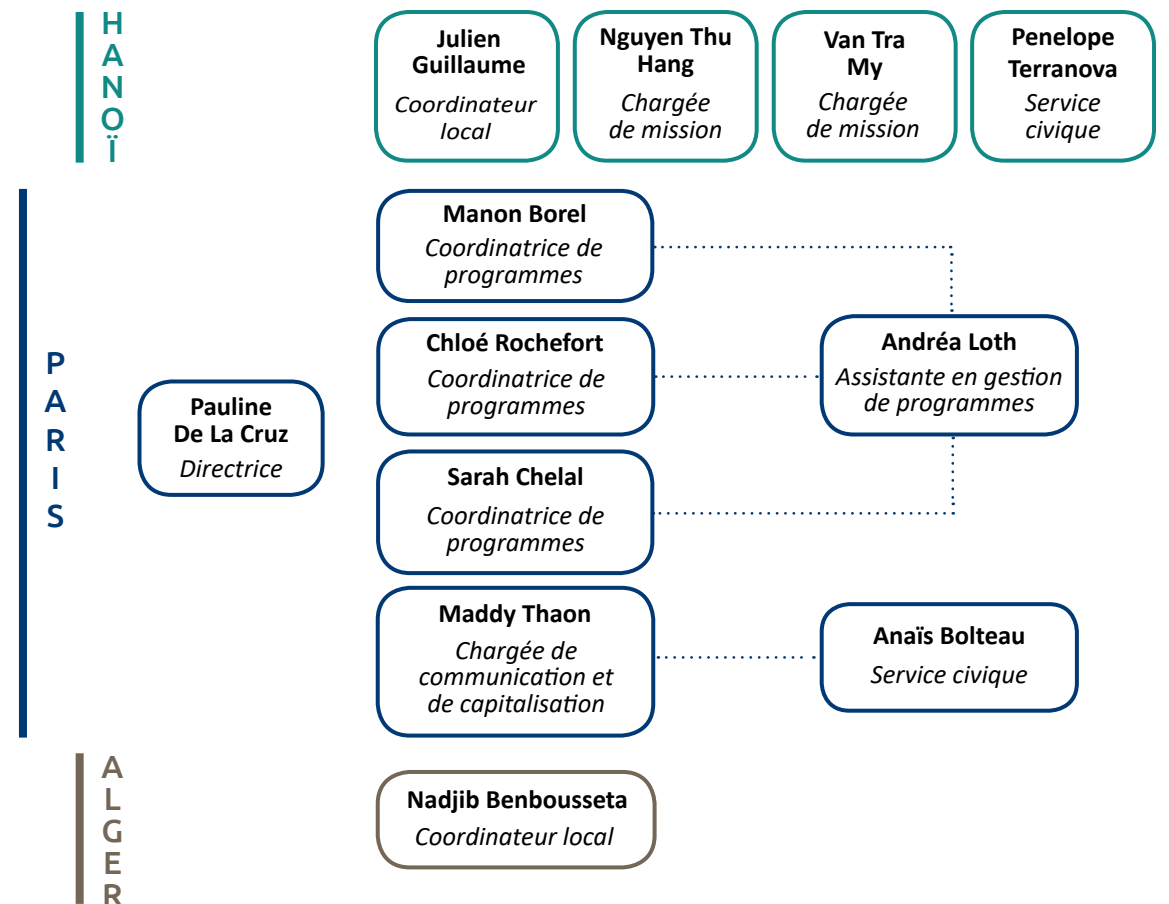 HANOÏ
Julien
Guillaume
Coordinateur
local
Nguyen Thu
Hang
Chargée
de mission
Van Tra
My
Chargée
de mission
Penelope
Terranova
Service
civique
PARIS
Pauline
De La Cruz
Directrice
Manon Borel
Coordinatrice de
programmes
Chloé Rochefort
Coordinatrice de
programmes
Sarah Chelal
Coordinatrice de
programmes
Maddy Thaon
Chargée de
communication et
de capitalisation
Andréa Loth
Assistante en gestion
de programmes
Anaïs Bolteau
Service civique
ALGER
Nadjib Benbousseta
Coordinateur local